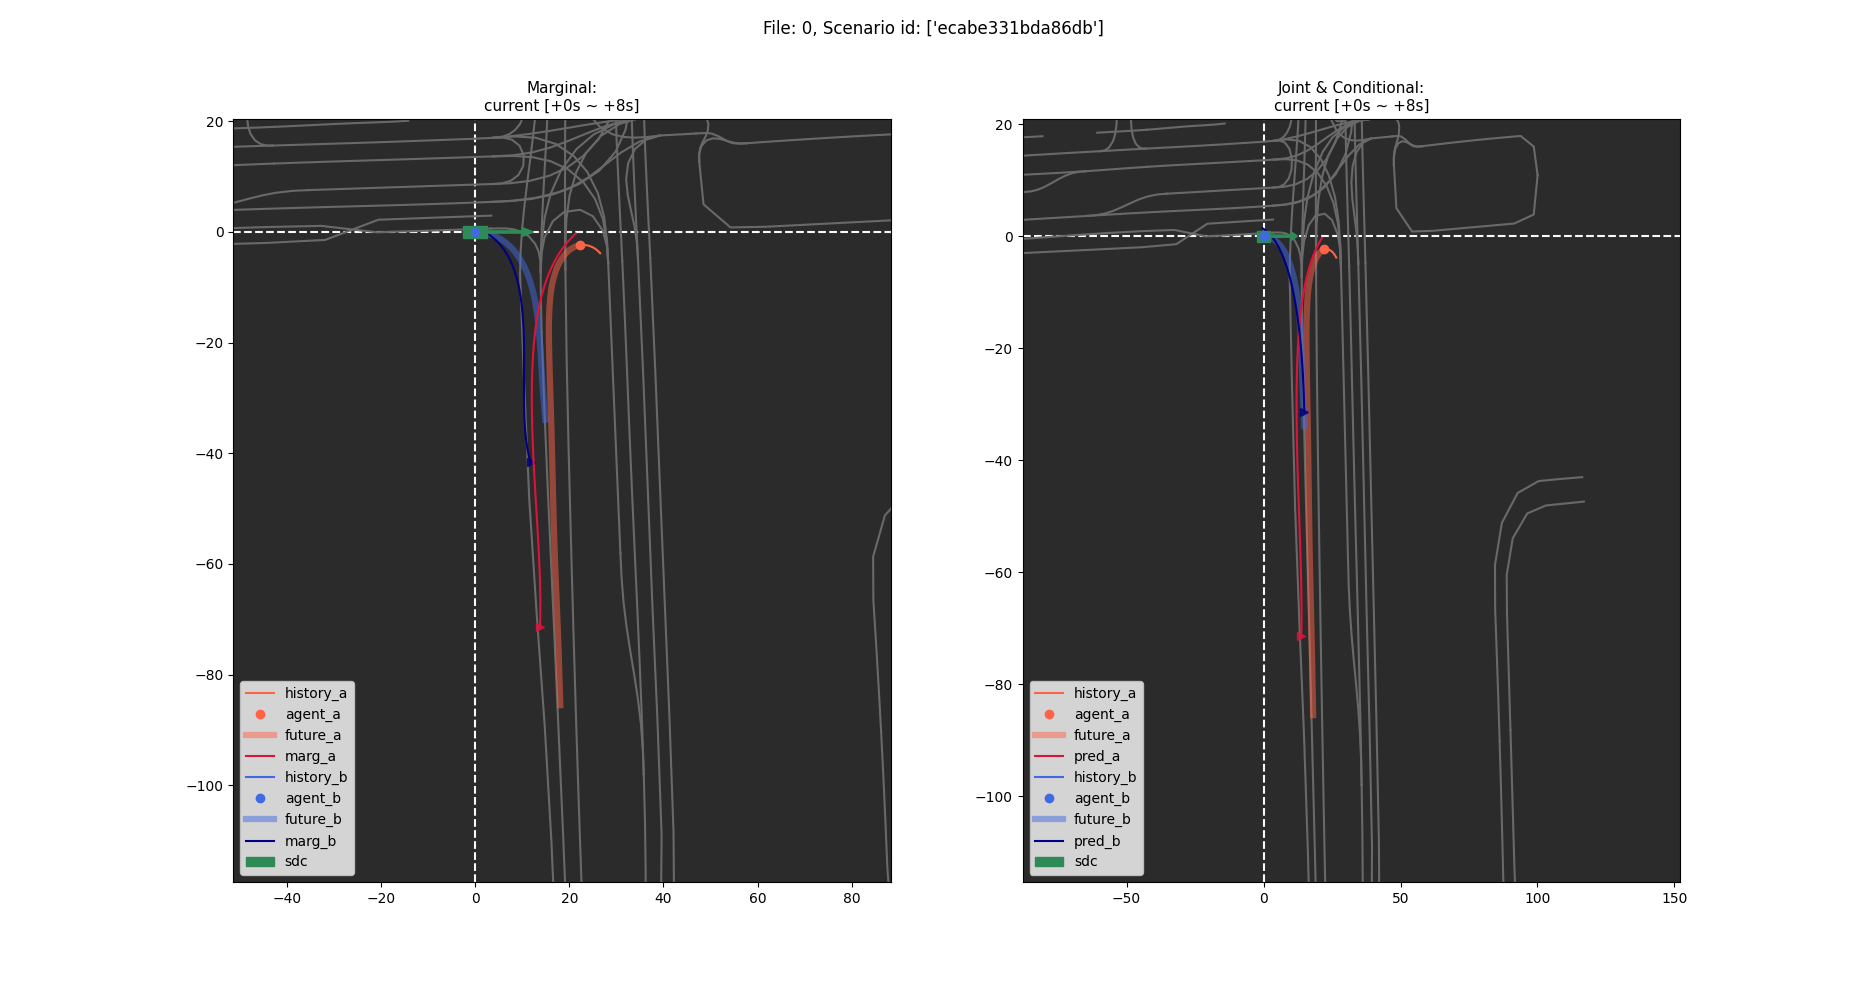 File: 0, Scenario id: ['ecabe331bda86db']
Marginal:
current [+0s ~ +8s]
20
0
−20
−40
−60
−80
−100
−40
−20
0
20
40
60
80
history_a
agent_a
future_a
marg_a
history_b
agent_b
future_b
marg_b
sdc
Joint & Conditional:
current [+0s ~ +8s]
20
0
−20
−40
−60
−80
−100
−50
0
50
100
150
history_a
agent_a
future_a
pred_a
history_b
agent_b
future_b
pred_b
sdc